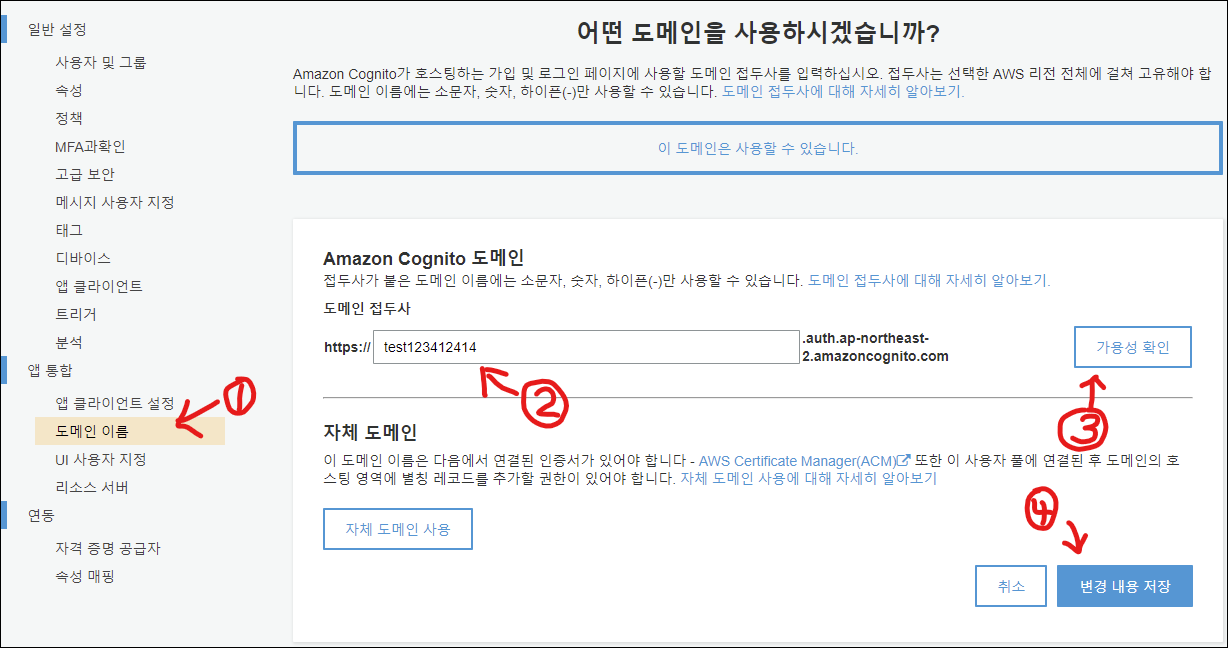 일반 설정
사용자 및 그룹
속성
정책
MFA과확인
고급 보안
메시지 사용자 지정
태그
디바이스
앱 클라이언트
트리거
분석
앱 통합
앱 클라이언트 설정
도메인 이름
UI 사용자 지정
리소스 서버
연동
자격 증명 공급자
속성 매핑
①
어떤 도메인을 사용하시겠습니까?
Amazon Cognito가 호스팅하는 가입 및 로그인 페이지에 사용할 도메인 접두사를 입력하십시오. 접두사는 선택한 AWS 리전 전체에 걸쳐 고유해야 합
니다. 도메인 이름에는 소문자, 숫자, 하이픈(-)만 사용할 수 있습니다. 도메인 접두사에 대해 자세히 알아보기.
이 도메인은 사용할 수 있습니다.
Amazon Cognito 도메인
접두사가 붙은 도메인 이름에는 소문자, 숫자, 하이픈(-)만 사용할 수 있습니다. 도메인 접두사에 대해 자세히 알아보기.
도메인 접두사
https:// test123412414 .auth.ap-northeast-
2.amazoncognito.com
가용성 확인
②
③
자체 도메인
이 도메인 이름은 다음에서 연결된 인증서가 있어야 합니다 - AWS Certificate Manager(ACM) 또한 이 사용자 풀에 연결된 후 도메인의 호
스팅 영역에 별칭 레코드를 추가할 권한이 있어야 합니다. 자체 도메인 사용에 대해 자세히 알아보기
자체 도메인 사용
④
취소
변경 내용 저장